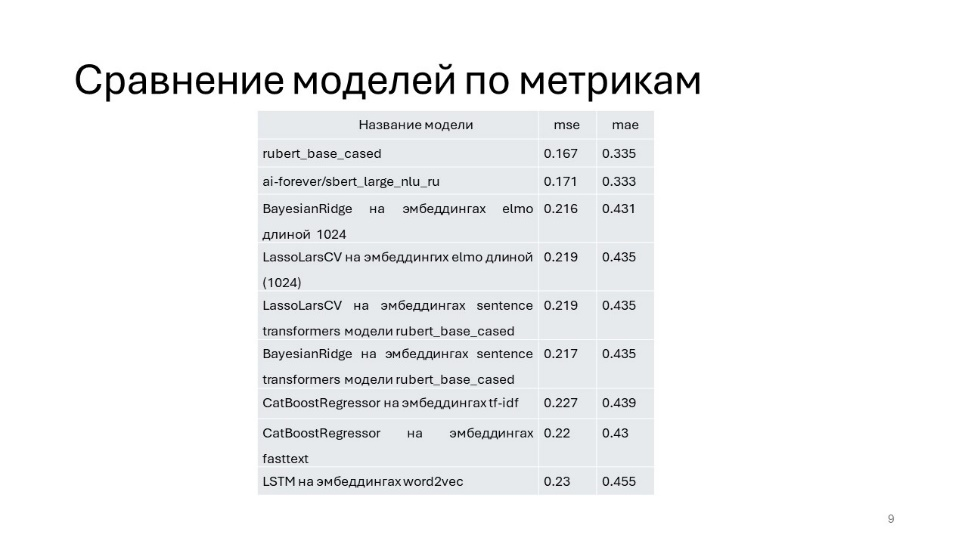 Сравнение моделей по метрикам
Название модели mse mae
rubert_base_cased 0.167 0.335
ai-forever/sbert_large_nlu_ru 0.171 0.333
BayesianRidge на эмбеддингах elmo 0.216 0.431
длиной 1024
LassoLarsCV на эмбеддингих elmo длиной 0.219 0.435
(1024)
LassoLarsCV на эмбеддингах sentence 0.219 0.435
transformers модели rubert_base_cased
BayesianRidge на эмбеддингах sentence 0.217 0.435
transformers модели rubert_base_cased
CatBoostRegressor на эмбеддингах tf-idf 0.227 0.439
CatBoostRegressor на эмбеддингах 0.22 0.43
fasttext
LSTM на эмбеддингах word2vec 0.23 0.455
9